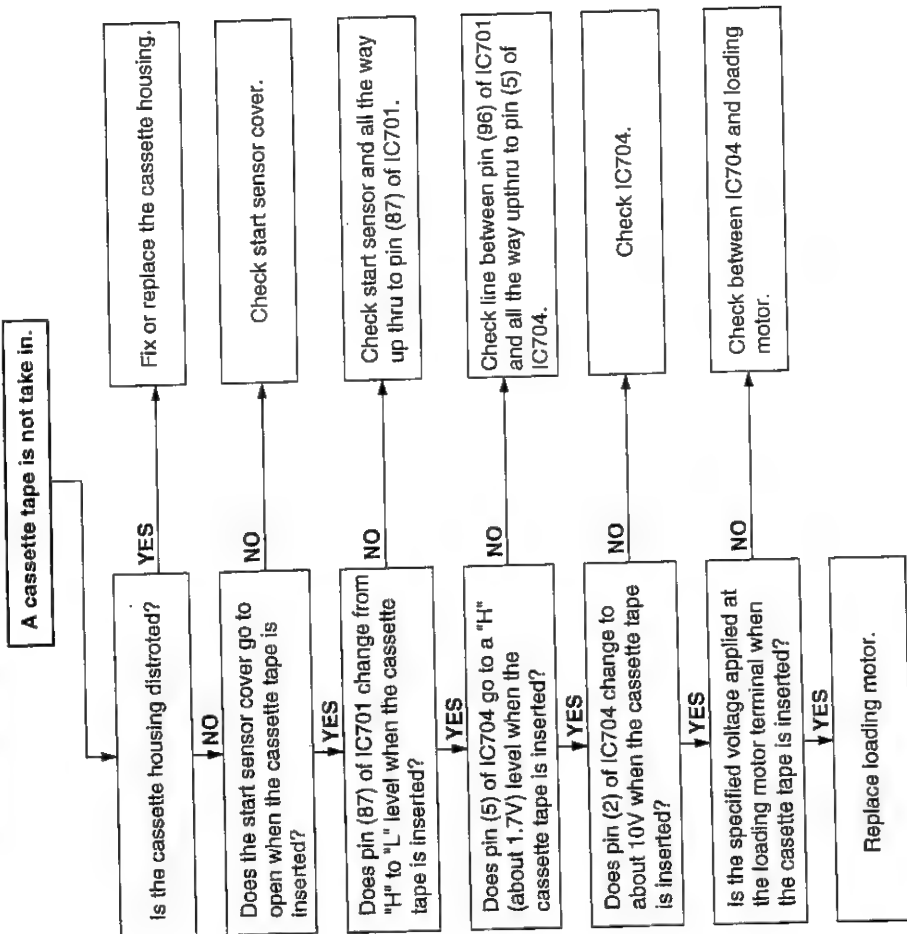 A cassette tape is not take in.
Is the cassette housing distroted?
YES
Fix or replace the cassette housing.
NO
Does the start sensor cover go to
open when the cassette tape is
inserted?
NO
Check start sensor cover.
YES
Does pin (87) of IC701 change from
"H" to "L" level when the cassette
tape is inserted?
NO
Check start sensor and all the way
up thru to pin (87) of IC701.
YES
Does pin (5) of IC704 go to a "H"
(about 1.7V) level when the
cassette tape is inserted?
NO
Check line between pin (96) of IC701
and all the way upthru to pin (5) of
IC704.
YES
Does pin (2) of IC704 change to
about 10V when the cassette tape
is inserted?
NO
Check IC704.
YES
Is the specified voltage applied at
the loading motor terminal when
the casette tape is inserted?
NO
Check between IC704 and loading
motor.
YES
Replace loading motor.